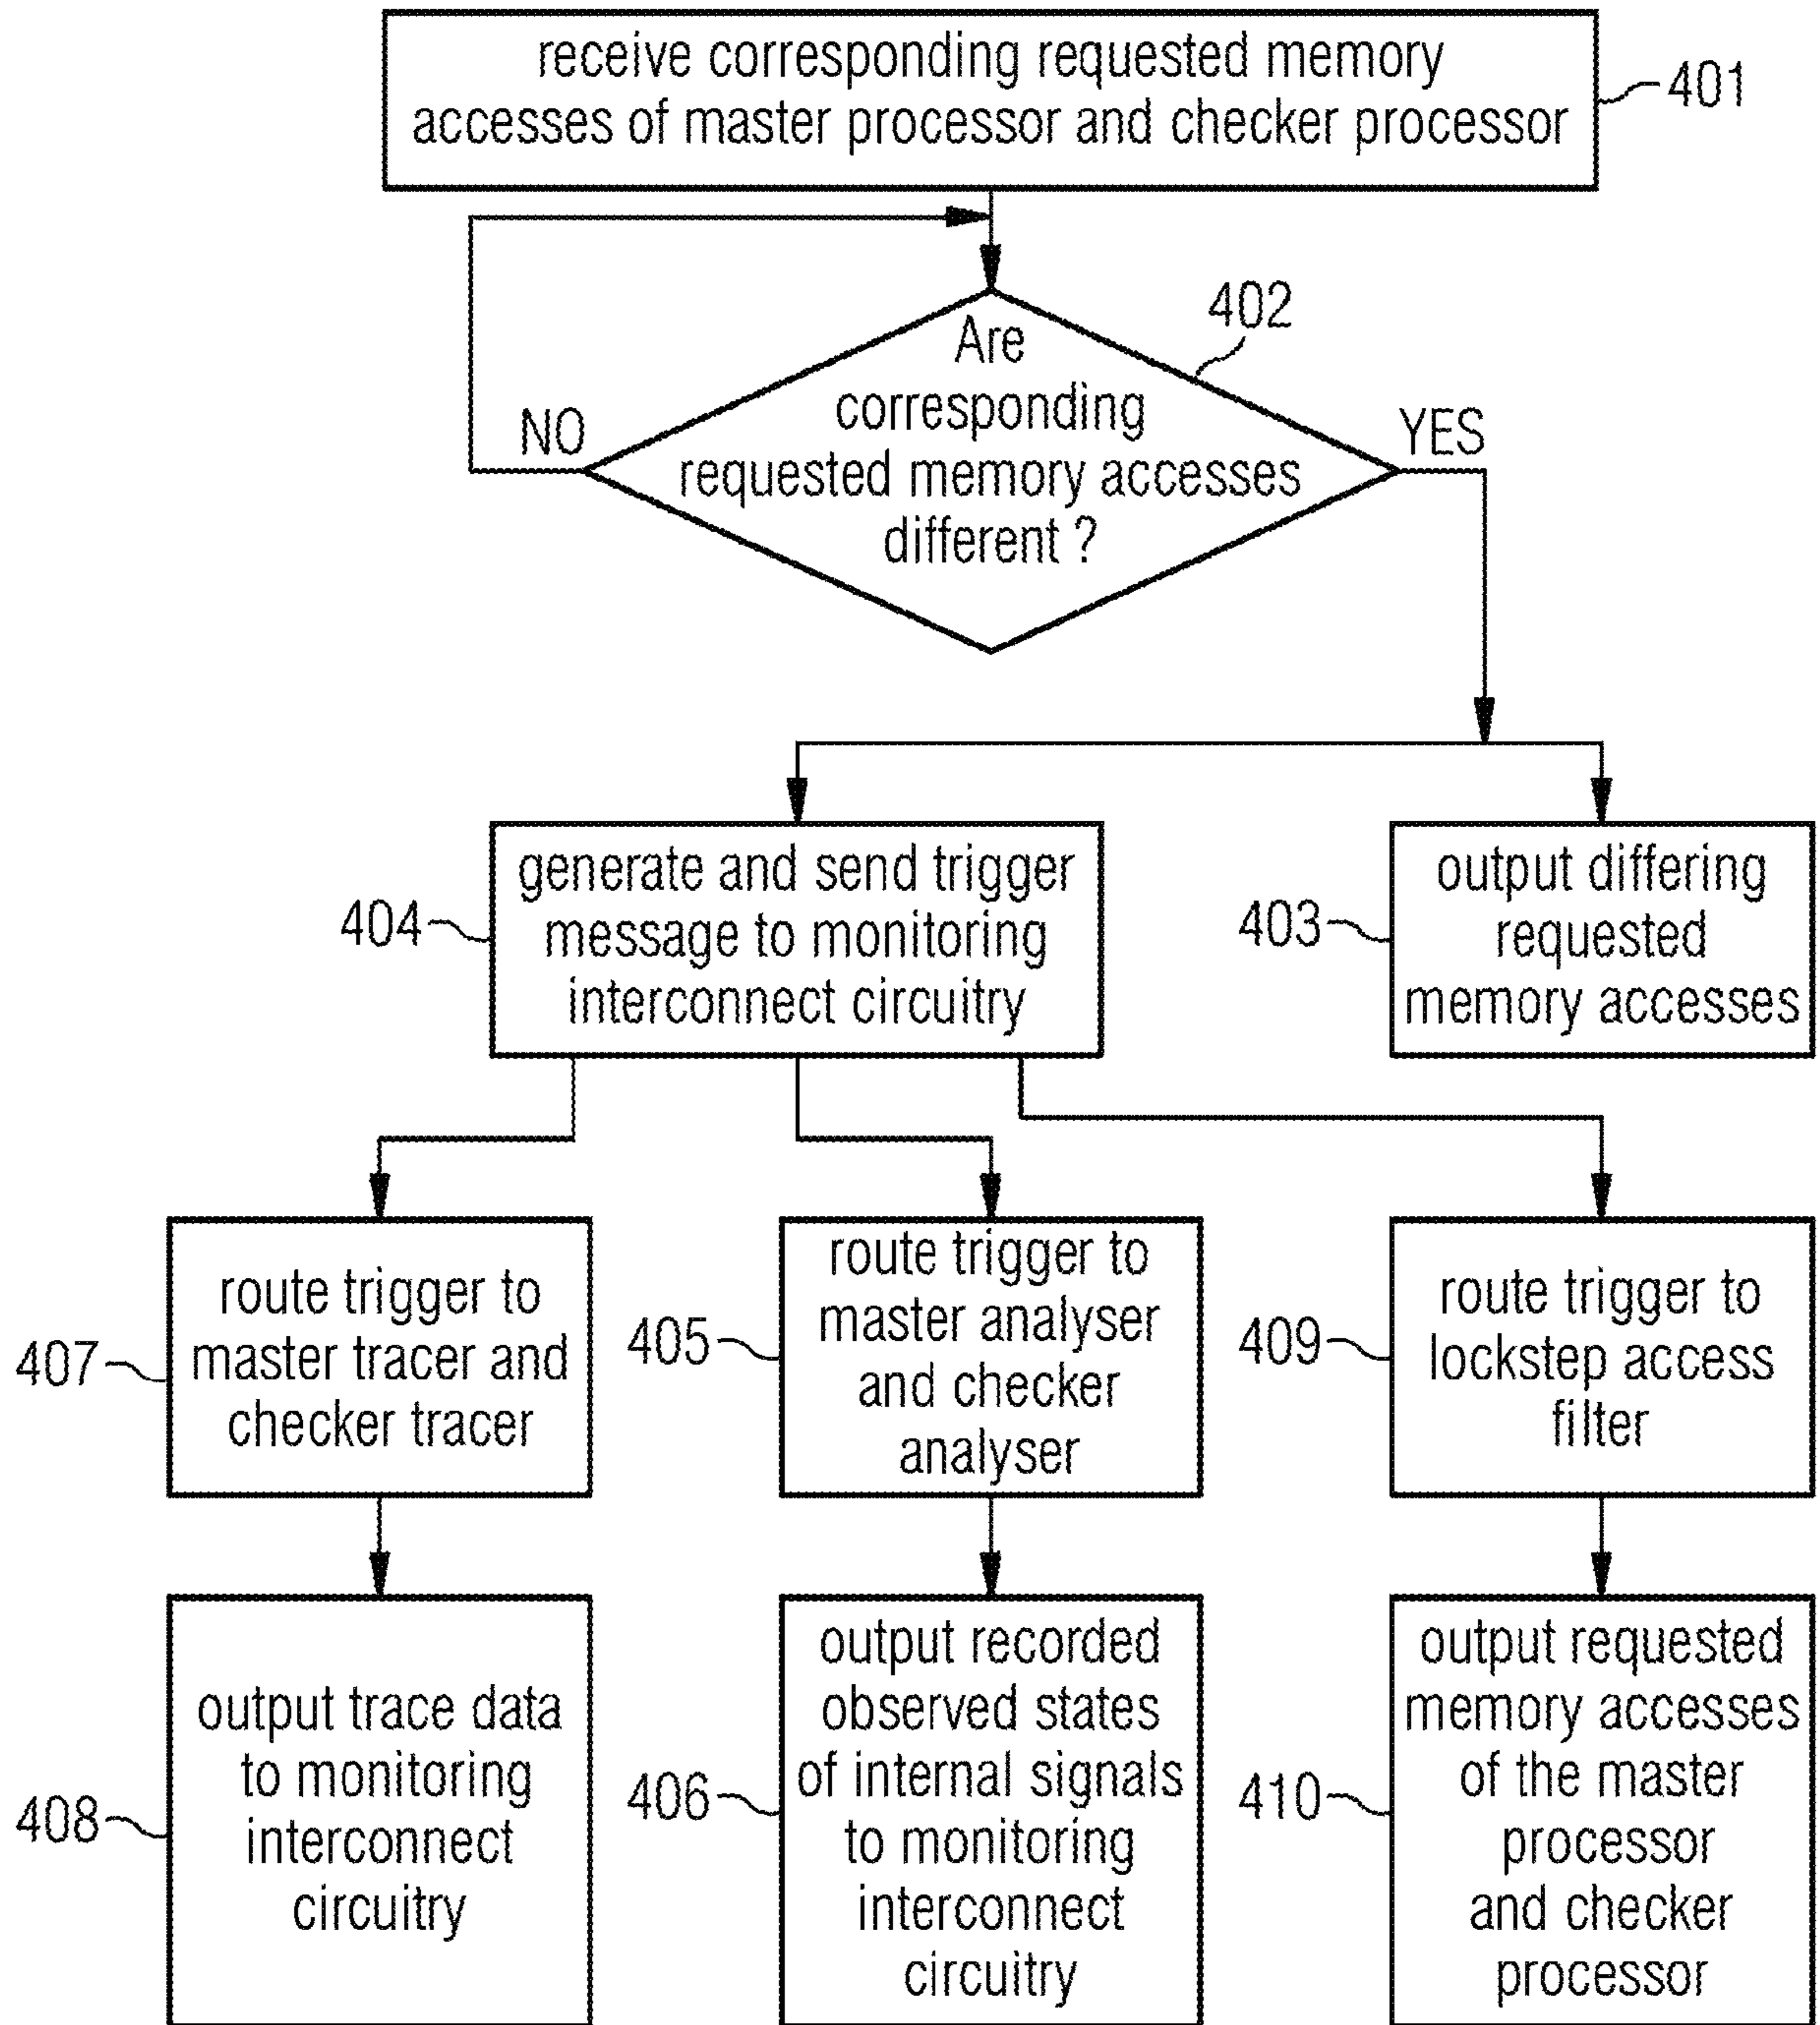 receive corresponding requested memory
accesses of master processor and checker processor
401
402
Are
corresponding
requested memory accesses
different ?
NO
YES
404
generate and send trigger
message to monitoring
interconnect circuitry
403
output differing
requested
memory accesses
407
route trigger to
master tracer and
checker tracer
405
route trigger to
master analyser
and checker
analyser
409
route trigger to
lockstep access
filter
408
output trace data
to monitoring
interconnect
circuitry
406
output recorded
observed states
of internal signals
to monitoring
interconnect
circuitry
410
output requested
memory accesses
of the master
processor
and checker
processor